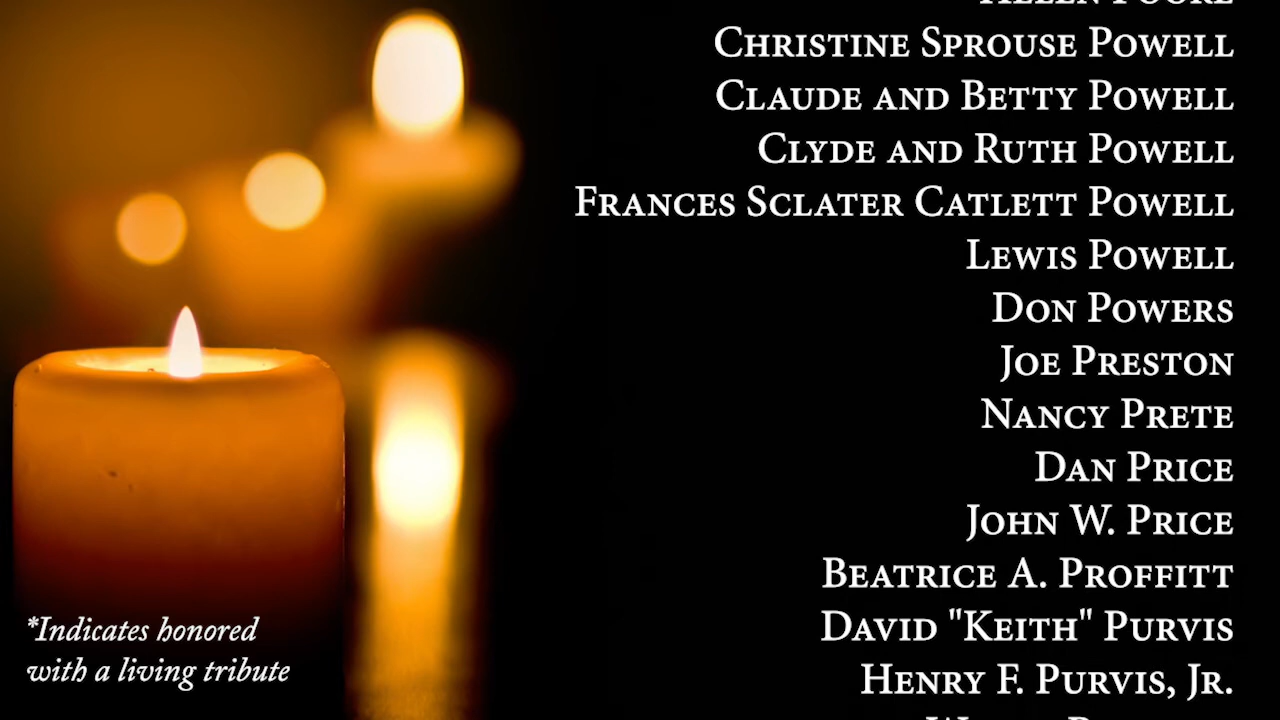 Christine Sprouse Powell
Claude and Betty Powell
Clyde and Ruth Powell
Frances Sclater Catlett Powell
Lewis Powell
Don Powers
Joe Preston
Nancy Prete
Dan Price
John W. Price
Beatrice A. Proffitt
David "Keith" Purvis
Henry F. Purvis, Jr.
*Indicates honored
with a living tribute